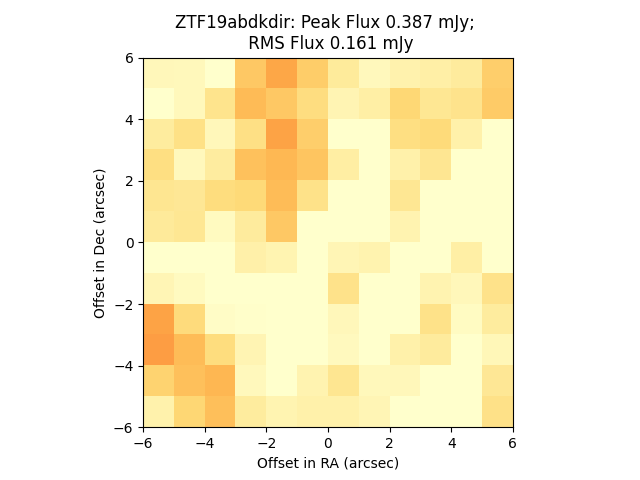 ZTF19abdkdir: Peak Flux 0.387 mJy;
RMS Flux 0.161 mJy
6
4
2
0
−2
−4
−6
Offset in Dec (arcsec)
−6 −4 −2 0 2 4 6
Offset in RA (arcsec)